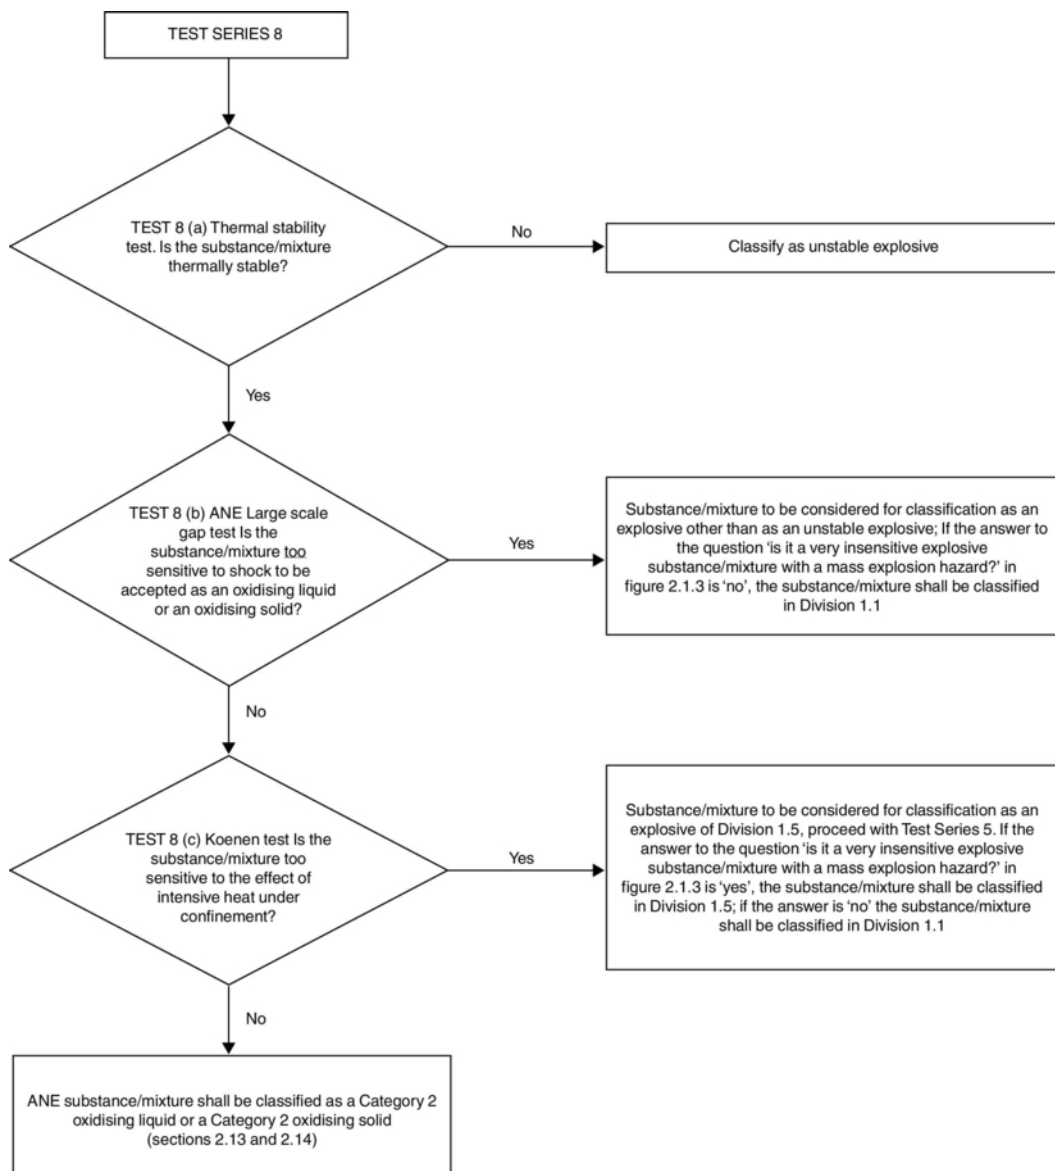 TEST SERIES 8
TEST 8 (a) Thermal stability
test. Is the substance/mixture
thermally stable?
No
Classify as unstable explosive
Yes
TEST 8 (b) ANE Large scale
gap test Is the
substance/mixture too
sensitive to shock to be
accepted as an oxidising liquid
or an oxidising solid?
Yes
Substance/mixture to be considered for classification as an
explosive other than as an unstable explosive; If the answer to
the question ‘is it a very insensitive explosive
substance/mixture with a mass explosion hazard?’ in
figure 2.1.3 is ‘no’, the substance/mixture shall be classified
in Division 1.1
No
TEST 8 (c) Koenen test Is the
substance/mixture too
sensitive to the effect of
intensive heat under
confinement?
Yes
Substance/mixture to be considered for classification as an
explosive of Division 1.5, proceed with Test Series 5. If the
answer to the question ‘is it a very insensitive explosive
substance/mixture with a mass explosion hazard?’ in
figure 2.1.3 is ‘yes’, the substance/mixture shall be classified
in Division 1.5; if the answer is ‘no’ the substance/mixture
shall be classified in Division 1.1
No
ANE substance/mixture shall be classified as a Category 2
oxidising liquid or a Category 2 oxidising solid
(sections 2.13 and 2.14)